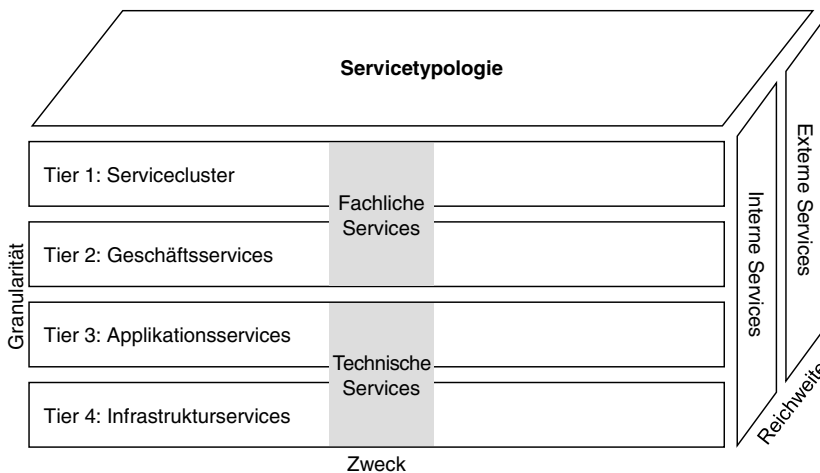 Servicetypologie
Tier 1: Servicecluster
Fachliche
Services
Tier 2: Geschäftsservices
Tier 3: Applikationsservices
Technische
Services
Tier 4: Infrastrukturservices
Granularität
Zweck
Interne Services
Externe Services
Reichweite